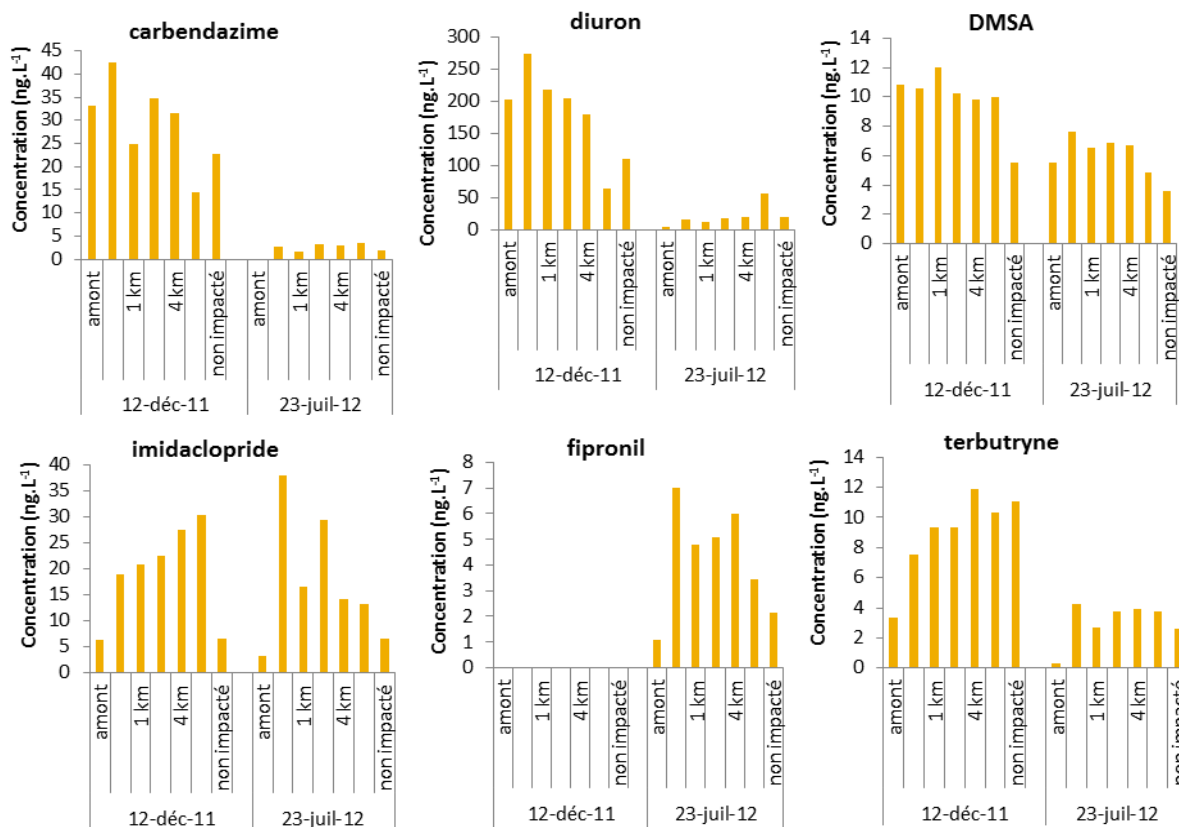 carbendazime
Concentration (ng.L⁻¹)
45
40
35
30
25
20
15
10
5
0
amont
1 km
4 km
non impacté
amont
1 km
4 km
non impacté
12-déc-11
23-juil-12
diuron
Concentration (ng.L⁻¹)
300
250
200
150
100
50
0
amont
1 km
4 km
non impacté
amont
1 km
4 km
non impacté
12-déc-11
23-juil-12
DMSA
Concentration (ng.L⁻¹)
14
12
10
8
6
4
2
0
amont
1 km
4 km
non impacté
amont
1 km
4 km
non impacté
12-déc-11
23-juil-12
imidaclopride
Concentration (ng.L⁻¹)
40
35
30
25
20
15
10
5
0
amont
1 km
4 km
non impacté
amont
1 km
4 km
non impacté
12-déc-11
23-juil-12
fipronil
Concentration (ng.L⁻¹)
8
7
6
5
4
3
2
1
0
amont
1 km
4 km
non impacté
amont
1 km
4 km
non impacté
12-déc-11
23-juil-12
terbutryne
Concentration (ng.L⁻¹)
14
12
10
8
6
4
2
0
amont
1 km
4 km
non impacté
amont
1 km
4 km
non impacté
12-déc-11
23-juil-12